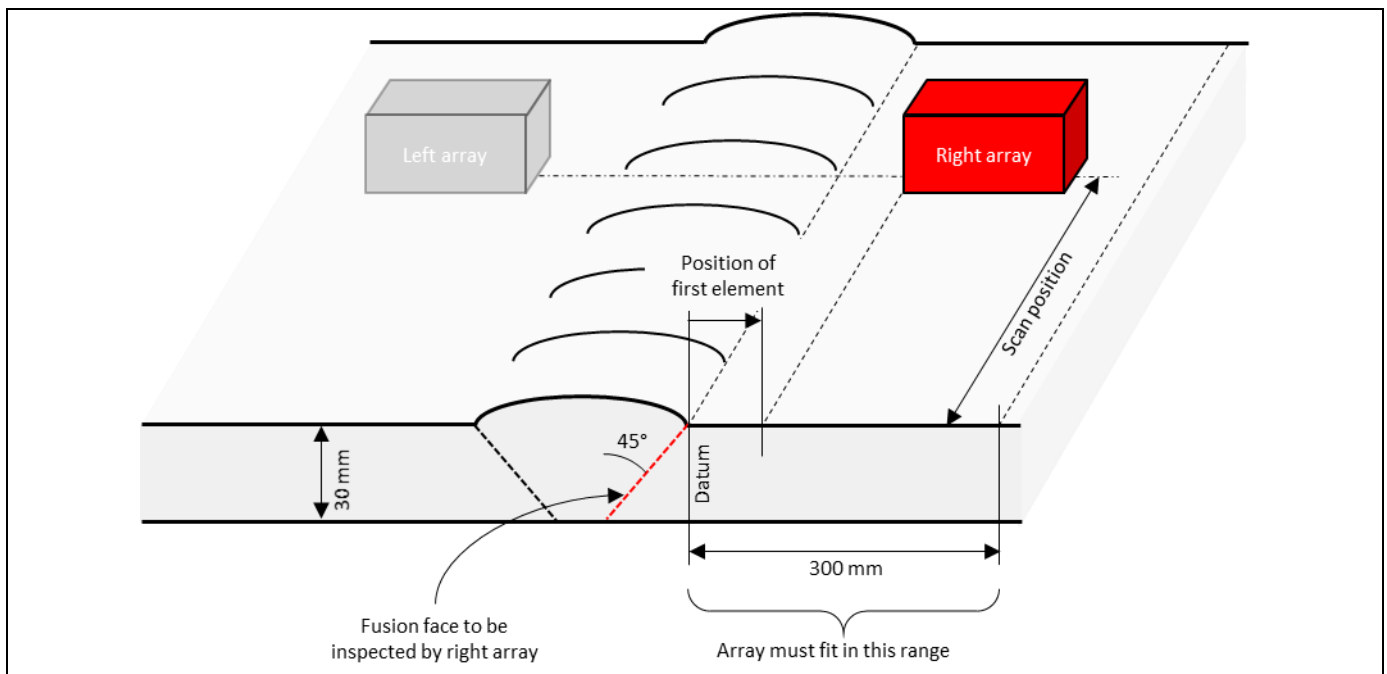 Left array
Right array
Position of
first element
Scan position
45°
30 mm
Datum
300 mm
Fusion face to be
inspected by right array
Array must fit in this range